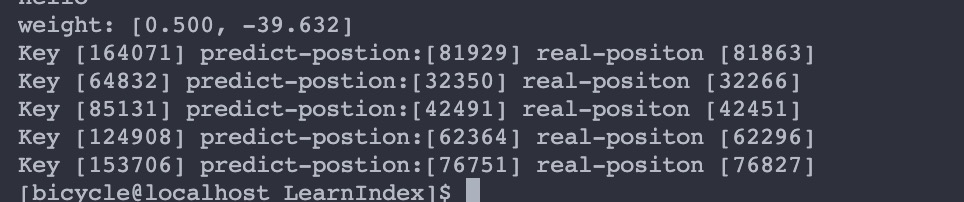 hello
weight: [0.500, -39.632]
Key [164071] predict-postion:[81929] real-positon [81863]
Key [64832] predict-postion:[32350] real-positon [32266]
Key [85131] predict-postion:[42491] real-positon [42451]
Key [124908] predict-postion:[62364] real-positon [62296]
Key [153706] predict-postion:[76751] real-positon [76827]
[bicycle@localhost LearnIndex]$